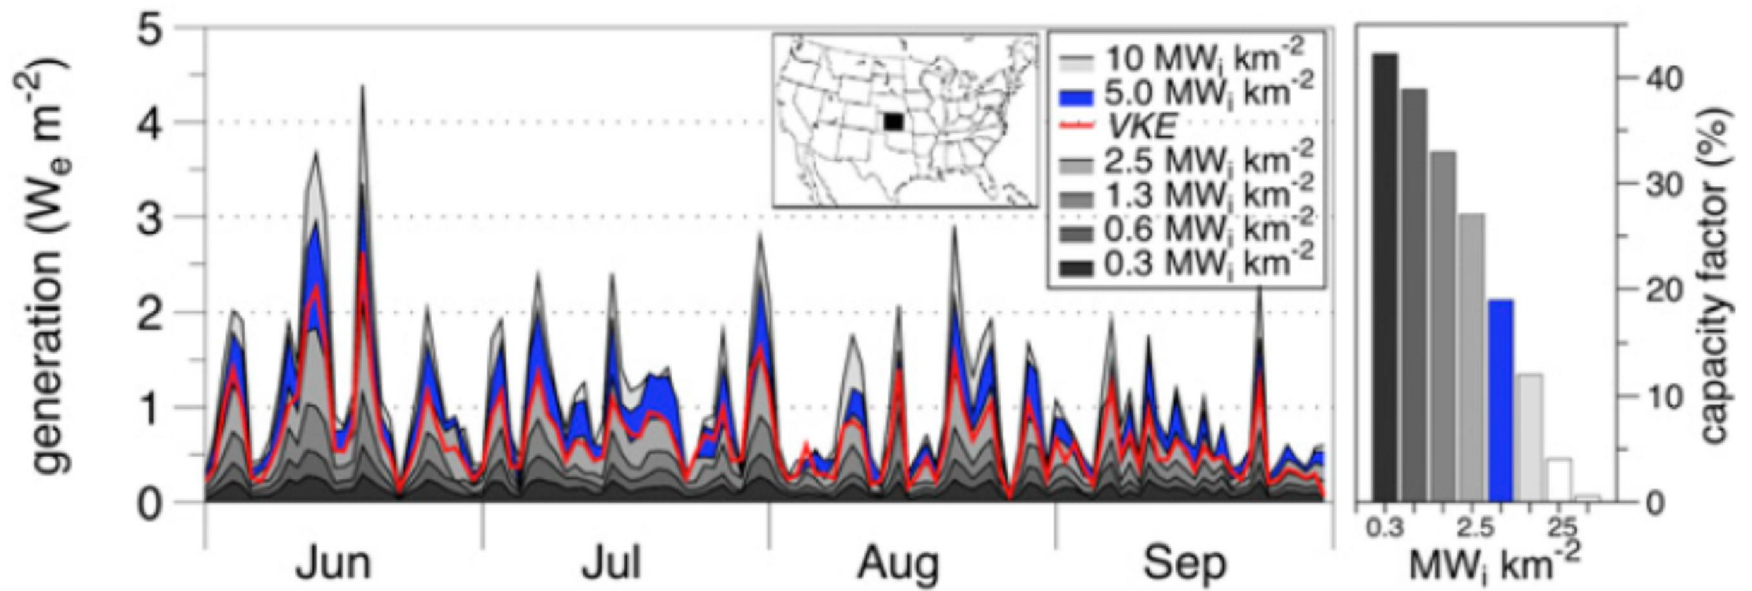 generation (Wₑ m⁻²)
5
4
3
2
1
0
Jun
Jul
Aug
Sep
10 MWᵢ km⁻²
5.0 MWᵢ km⁻²
VKE
2.5 MWᵢ km⁻²
1.3 MWᵢ km⁻²
0.6 MWᵢ km⁻²
0.3 MWᵢ km⁻²
40
30
20
10
0
capacity factor (%)
0.3 2.5 25
MWᵢ km⁻²